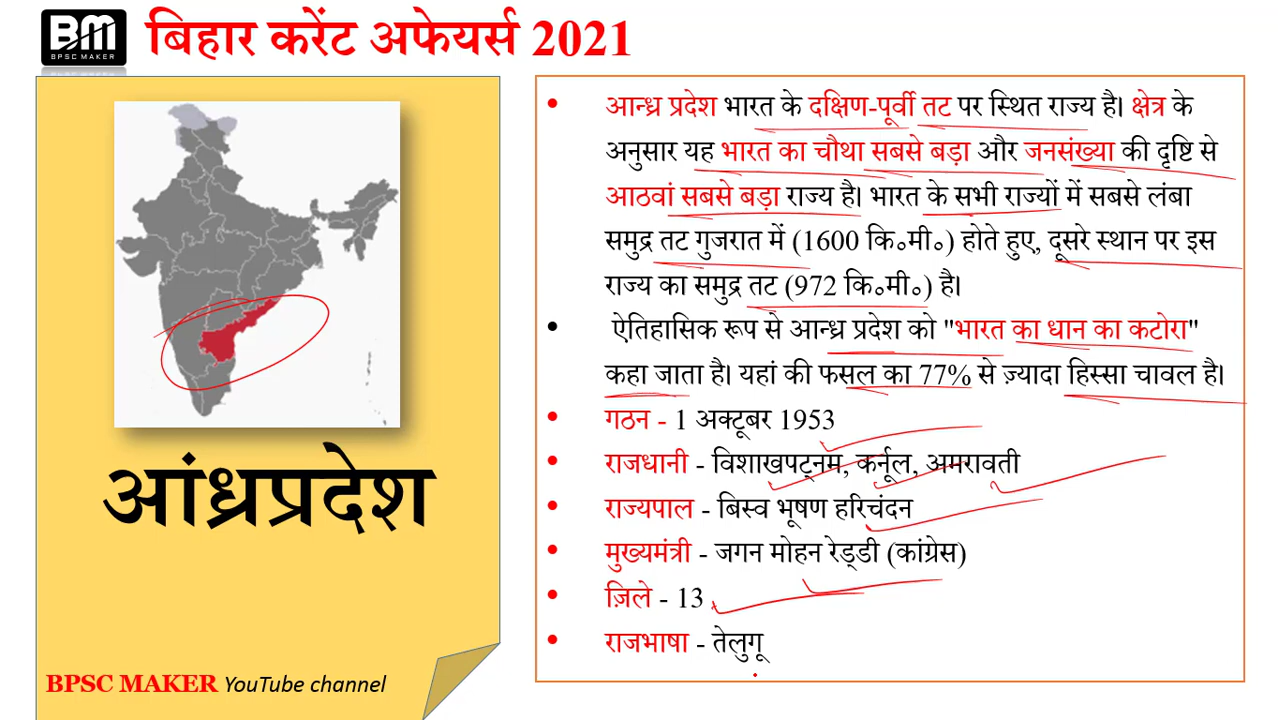 BM
BPSC MAKER
बिहार करेंट अफेयर्स 2021
आन्ध्र प्रदेश भारत के दक्षिण-पूर्वी तट पर स्थित राज्य है। क्षेत्र के
अनुसार यह भारत का चौथा सबसे बड़ा और जनसंख्या की दृष्टि से
आठवां सबसे बड़ा राज्य है। भारत के सभी राज्यों में सबसे लंबा
समुद्र तट गुजरात में (1600 कि॰मी॰) होते हुए, दूसरे स्थान पर इस
राज्य का समुद्र तट (972 कि॰मी॰) है।
ऐतिहासिक रूप से आन्ध्र प्रदेश को "भारत का धान का कटोरा"
कहा जाता है। यहां की फसल का 77% से ज़्यादा हिस्सा चावल है।
गठन - 1 अक्टूबर 1953
राजधानी - विशाखपट्नम, कर्नूल, अमरावती
राज्यपाल - बिस्व भूषण हरिचंदन
मुख्यमंत्री - जगन मोहन रेड्डी (कांग्रेस)
ज़िले - 13
राजभाषा - तेलुगू
आंध्रप्रदेश
BPSC MAKER YouTube channel